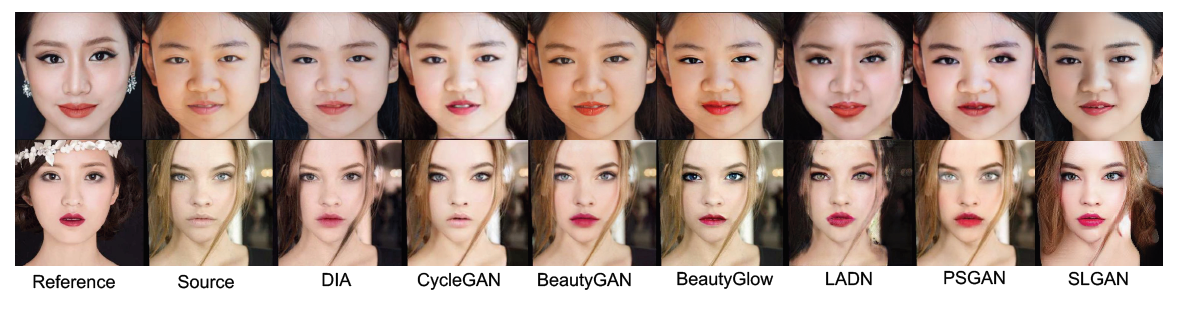 Reference Source DIA CycleGAN BeautyGAN BeautyGlow LADN PSGAN SLGAN